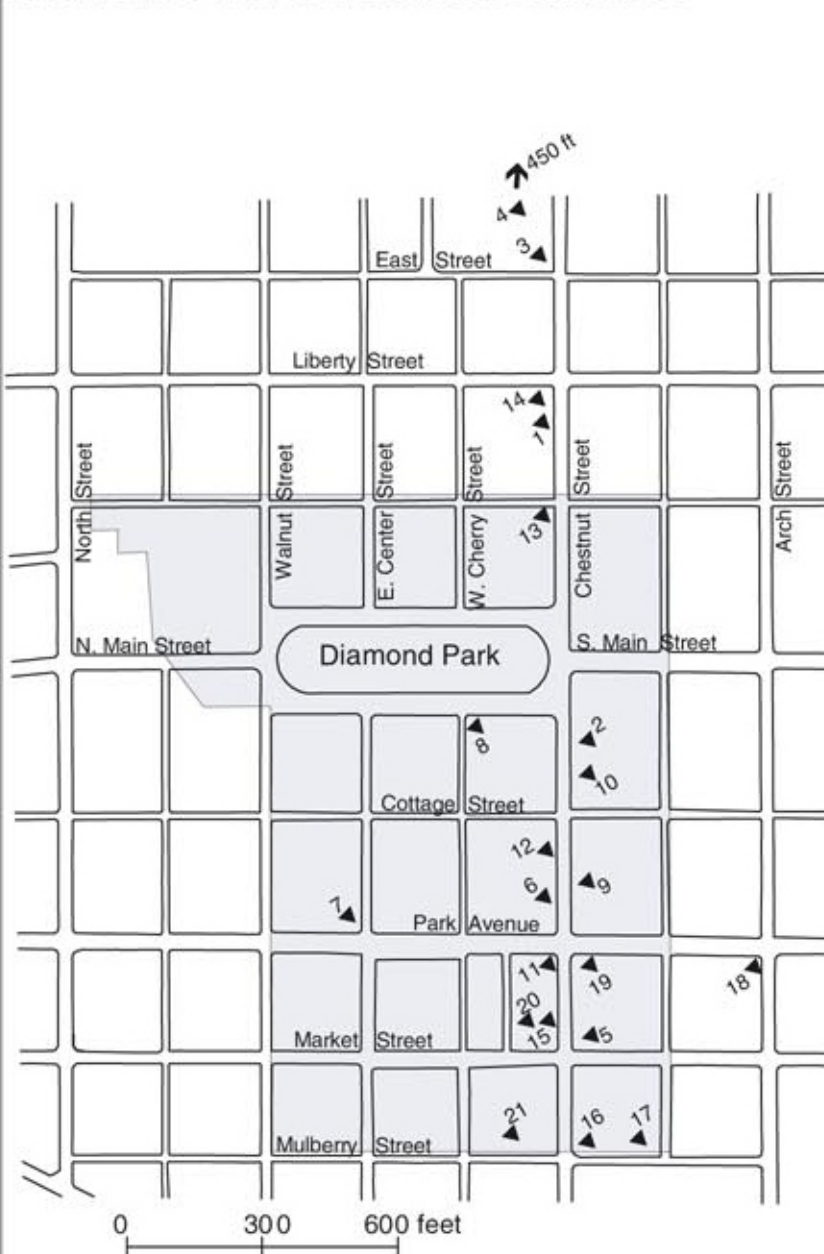 450 ft
4
3
East Street
Liberty Street
14
1
North Street
Walnut Street
E. Center Street
W. Cherry Street
Chestnut Street
Arch Street
13
N. Main Street
S. Main Street
Diamond Park
2
8
10
Cottage Street
12
6
9
7
Park Avenue
11
19
18
20
15
5
Market Street
21
16
17
Mulberry Street
0 300 600 feet